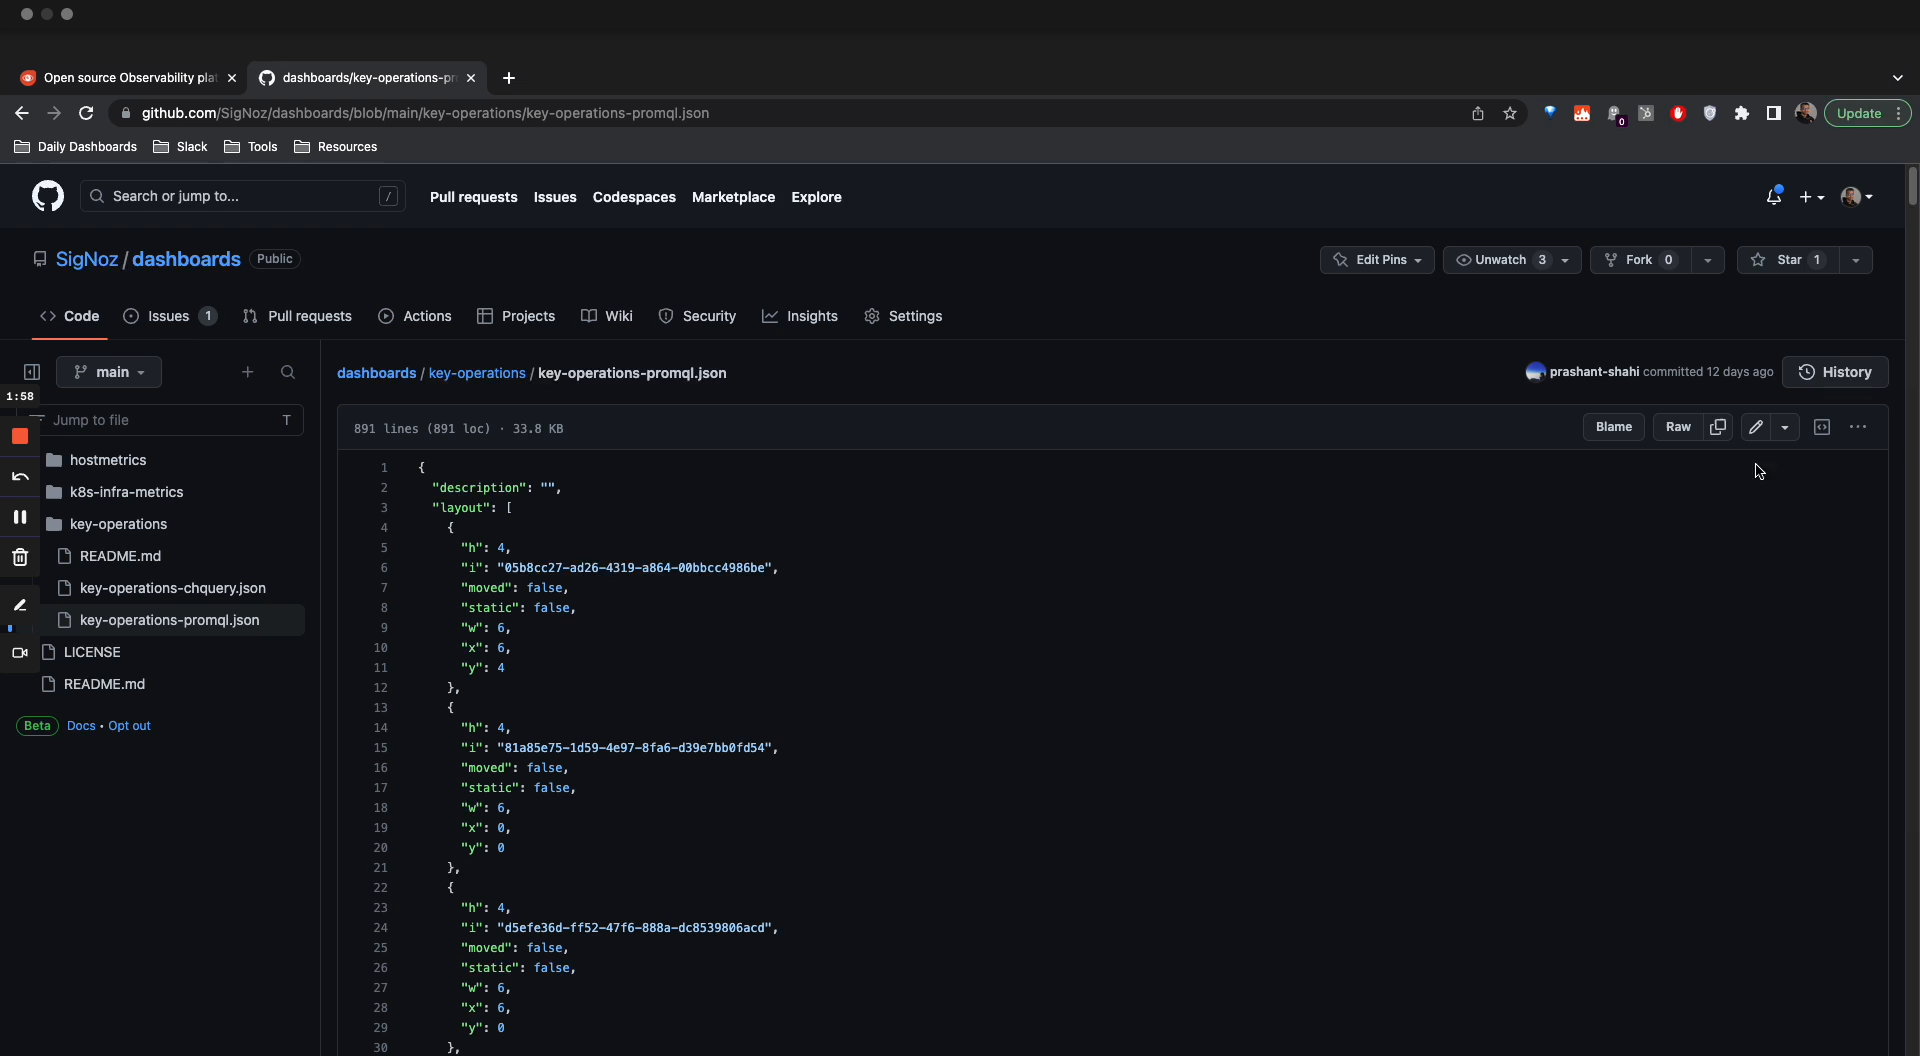 Open source Observability plat
dashboards/key-operations-pr
github.com/SigNoz/dashboards/blob/main/key-operations/key-operations-promql.json
0
Update
Daily Dashboards
Slack
Tools
Resources
Search or jump to...
/
Pull requests
Issues
Codespaces
Marketplace
Explore
SigNoz / dashboards
Public
Edit Pins
Unwatch 3
Fork 0
Star 1
Code
Issues 1
Pull requests
Actions
Projects
Wiki
Security
Insights
Settings
main
dashboards / key-operations / key-operations-promql.json
prashant-shahi committed 12 days ago
History
1:58
Jump to file
T
891 lines (891 loc) · 33.8 KB
Blame
Raw
hostmetrics
k8s-infra-metrics
key-operations
README.md
key-operations-chquery.json
key-operations-promql.json
LICENSE
README.md
Beta
Docs • Opt out
1 {
2 "description": "",
3 "layout": [
4 {
5 "h": 4,
6 "i": "05b8cc27-ad26-4319-a864-00bbcc4986be",
7 "moved": false,
8 "static": false,
9 "w": 6,
10 "x": 6,
11 "y": 4
12 },
13 {
14 "h": 4,
15 "i": "81a85e75-1d59-4e97-8fa6-d39e7bb0fd54",
16 "moved": false,
17 "static": false,
18 "w": 6,
19 "x": 0,
20 "y": 0
21 },
22 {
23 "h": 4,
24 "i": "d5efe36d-ff52-47f6-888a-dc8539806acd",
25 "moved": false,
26 "static": false,
27 "w": 6,
28 "x": 6,
29 "y": 0
30 },